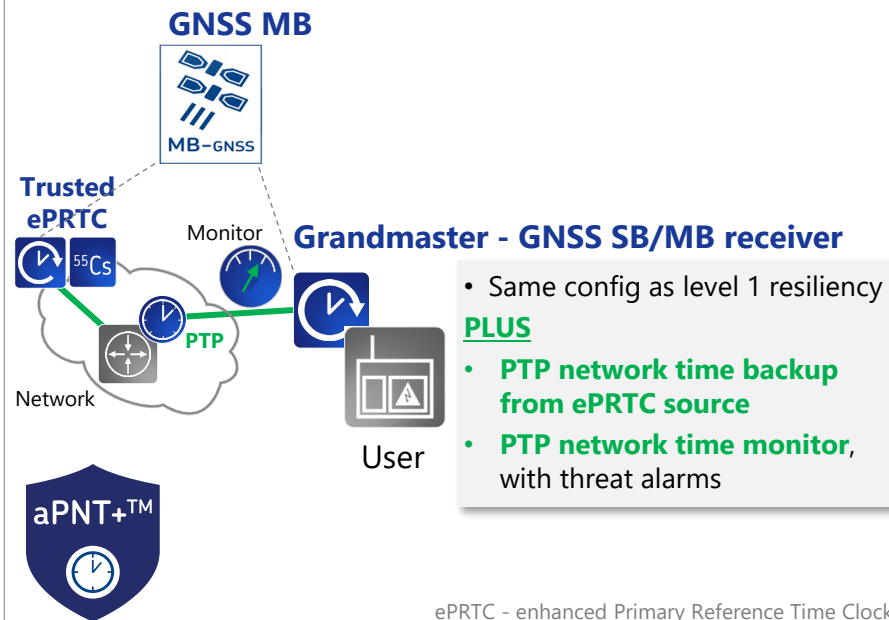 GNSS MB
MB-GNSS
Trusted
ePRTC
55Cs
Monitor
Grandmaster - GNSS SB/MB receiver
PTP
Network
User
• Same config as level 1 resiliency
PLUS
• PTP network time backup
from ePRTC source
• PTP network time monitor,
with threat alarms
aPNT+™
ePRTC - enhanced Primary Reference Time Clock